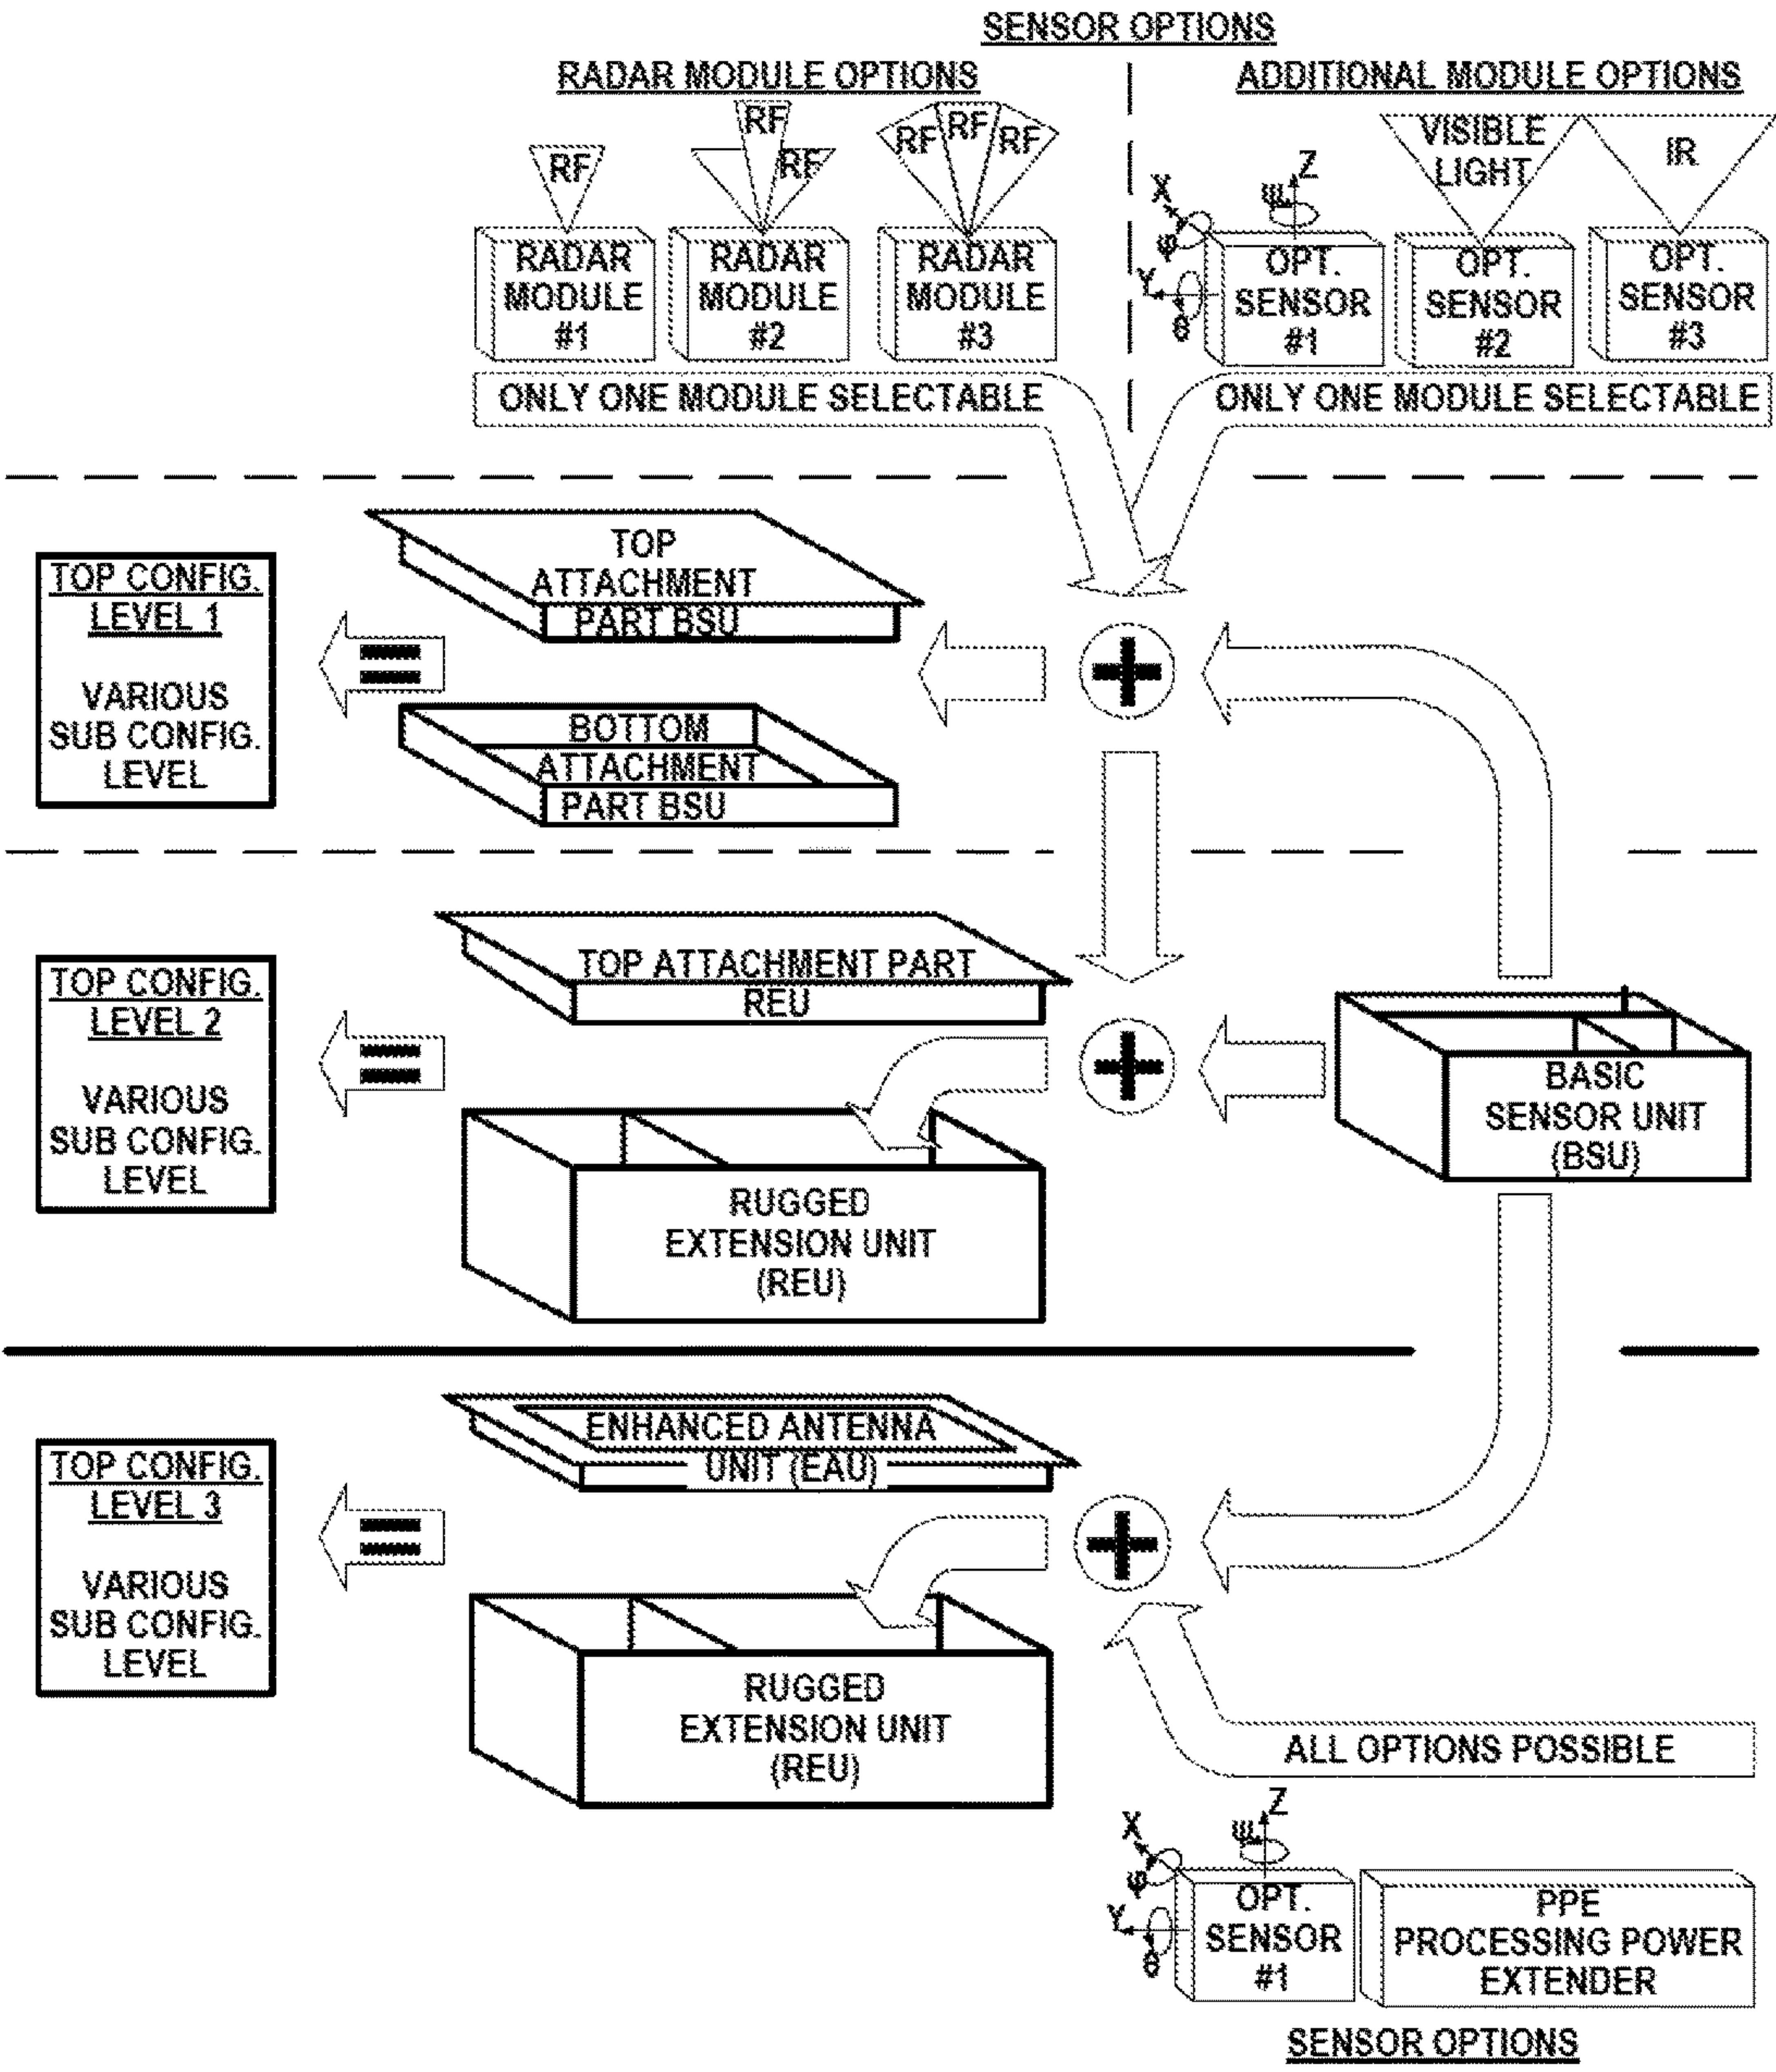 SENSOR OPTIONS
RADAR MODULE OPTIONS
ADDITIONAL MODULE OPTIONS
RF
RF
RF
RF
RF
RF
VISIBLE
LIGHT
IR
X
φ
Y
θ
Ψ
Z
RADAR
MODULE
#1
RADAR
MODULE
#2
RADAR
MODULE
#3
OPT.
SENSOR
#1
OPT.
SENSOR
#2
OPT.
SENSOR
#3
ONLY ONE MODULE SELECTABLE
ONLY ONE MODULE SELECTABLE
TOP CONFIG.
LEVEL 1
VARIOUS
SUB CONFIG.
LEVEL
=
TOP
ATTACHMENT
PART BSU
BOTTOM
ATTACHMENT
PART BSU
+
TOP CONFIG.
LEVEL 2
VARIOUS
SUB CONFIG.
LEVEL
=
TOP ATTACHMENT PART
REU
RUGGED
EXTENSION UNIT
(REU)
+
BASIC
SENSOR UNIT
(BSU)
TOP CONFIG.
LEVEL 3
VARIOUS
SUB CONFIG.
LEVEL
=
ENHANCED ANTENNA
UNIT (EAU)
RUGGED
EXTENSION UNIT
(REU)
+
ALL OPTIONS POSSIBLE
X
φ
Y
θ
Ψ
Z
OPT.
SENSOR
#1
PPE
PROCESSING POWER
EXTENDER
SENSOR OPTIONS